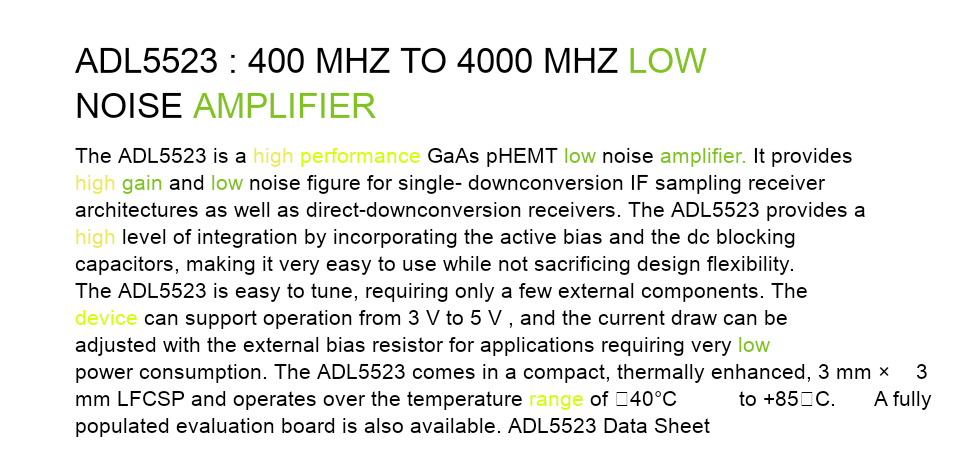 ADL5523 : 400 MHZ TO 4000 MHZ LOW
NOISE AMPLIFIER
The ADL5523 is a high performance GaAs pHEMT low noise amplifier. It provides
high gain and low noise figure for single- downconversion IF sampling receiver
architectures as well as direct-downconversion receivers. The ADL5523 provides a
high level of integration by incorporating the active bias and the dc blocking
capacitors, making it very easy to use while not sacrificing design flexibility.
The ADL5523 is easy to tune, requiring only a few external components. The
device can support operation from 3 V to 5 V , and the current draw can be
adjusted with the external bias resistor for applications requiring very low
power consumption. The ADL5523 comes in a compact, thermally enhanced, 3 mm × 3
mm LFCSP and operates over the temperature range of □40°C to +85□C. A fully
populated evaluation board is also available. ADL5523 Data Sheet